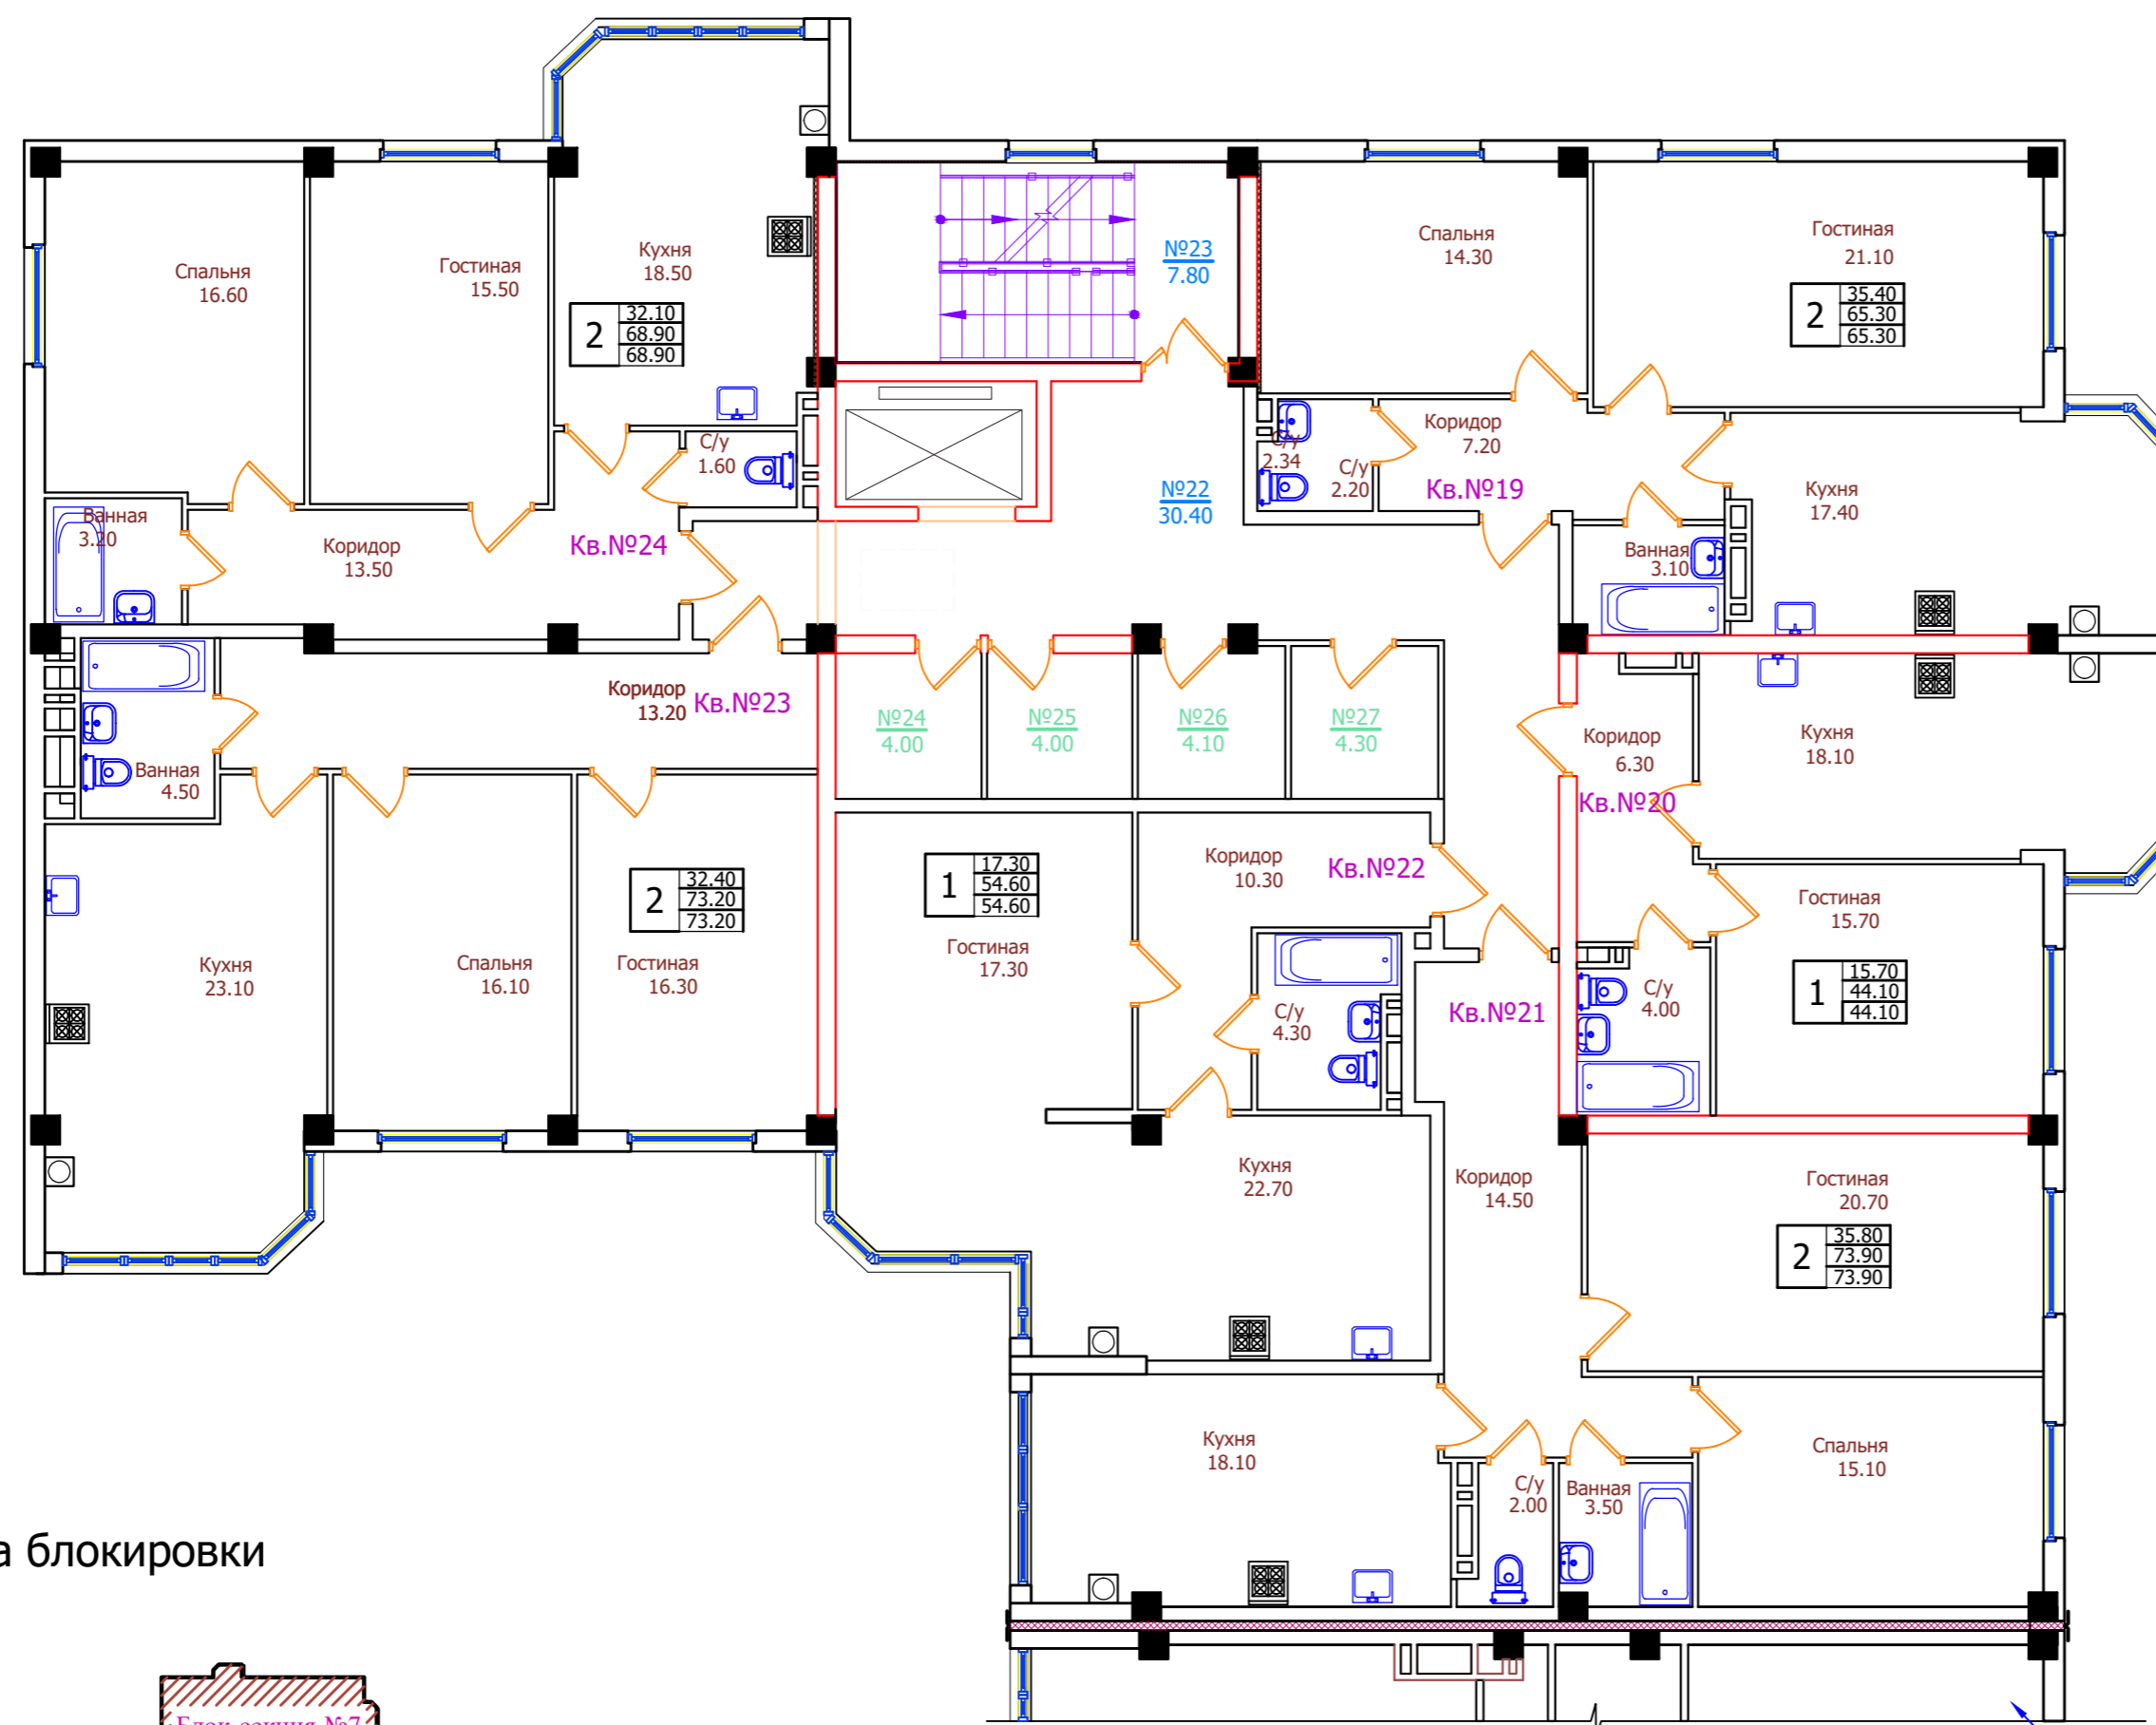 Спальня
16.60
Гостиная
15.50
Кухня
18.50
2
32.10
68.90
68.90
С/у
1.60
Ванная
3.20
Коридор
13.50
Кв.№24
№23
7.80
№22
30.40
Спальня
14.30
Гостиная
21.10
2
35.40
65.30
65.30
С/у
2.34
С/у
2.20
Коридор
7.20
Кв.№19
Кухня
17.40
Ванная
3.10
Коридор
13.20
Кв.№23
Ванная
4.50
№24
4.00
№25
4.00
№26
4.10
№27
4.30
Коридор
6.30
Кв.№20
Кухня
18.10
Кухня
23.10
Спальня
16.10
2
32.40
73.20
73.20
Гостиная
16.30
1
17.30
54.60
54.60
Гостиная
17.30
Коридор
10.30
Кв.№22
С/у
4.30
Кв.№21
Гостиная
15.70
1
15.70
44.10
44.10
С/у
4.00
Кухня
22.70
Коридор
14.50
Гостиная
20.70
2
35.80
73.90
73.90
Кухня
18.10
С/у
2.00
Ванная
3.50
Спальня
15.10
а блокировки
Блок-секция №7